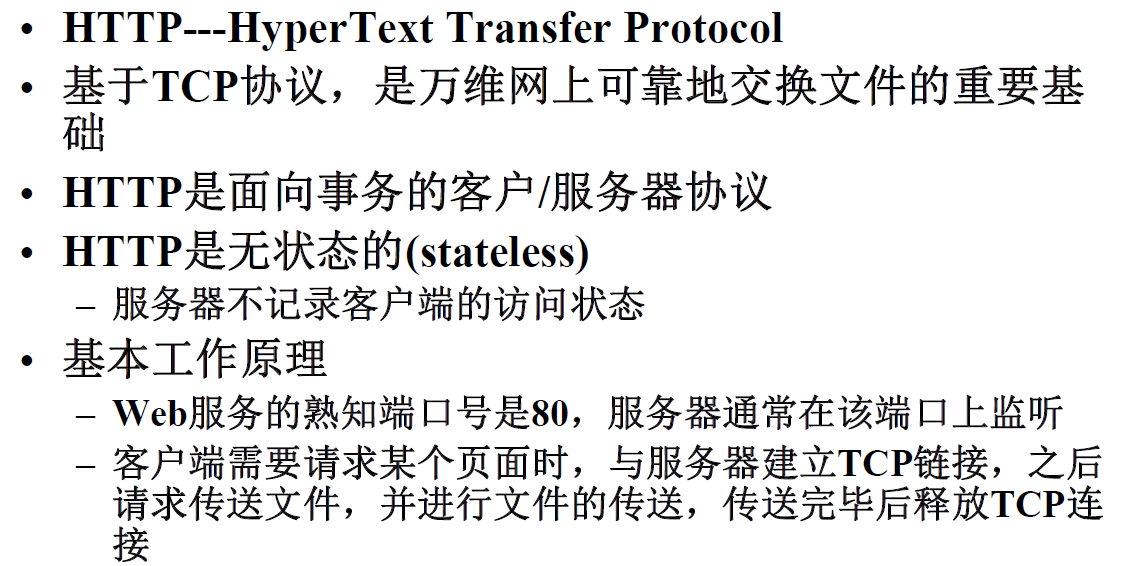 • HTTP---HyperText Transfer Protocol
• 基于TCP协议，是万维网上可靠地交换文件的重要基
础
• HTTP是面向事务的客户/服务器协议
• HTTP是无状态的(stateless)
– 服务器不记录客户端的访问状态
• 基本工作原理
– Web服务的熟知端口号是80，服务器通常在该端口上监听
– 客户端需要请求某个页面时，与服务器建立TCP链接，之后
请求传送文件，并进行文件的传送，传送完毕后释放TCP连
接